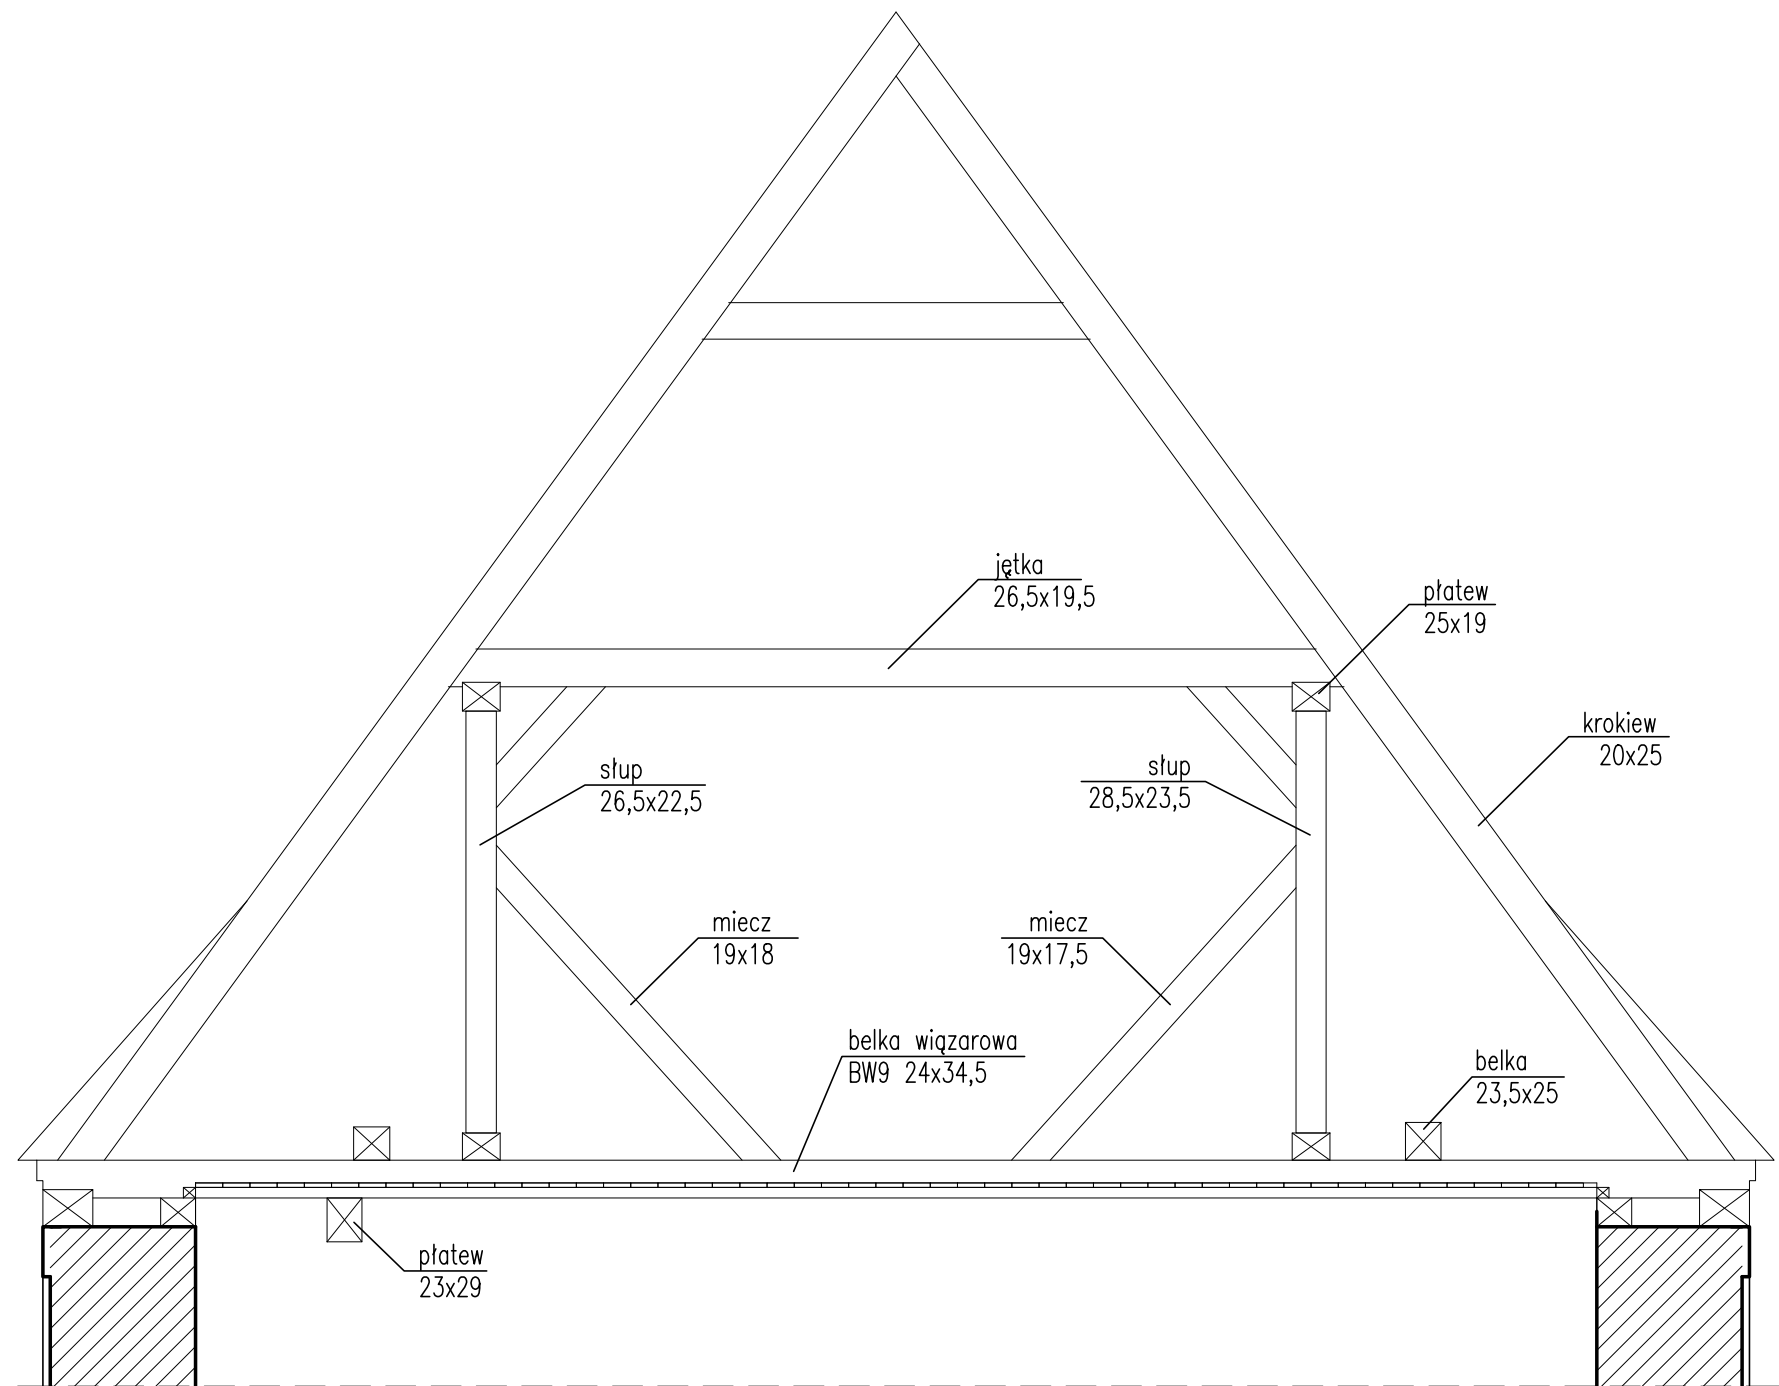 jętka
26,5x19,5
płatew
25x19
krokiew
20x25
słup
26,5x22,5
słup
28,5x23,5
miecz
19x18
miecz
19x17,5
belka wiązarowa
BW9 24x34,5
belka
23,5x25
płatew
23x29